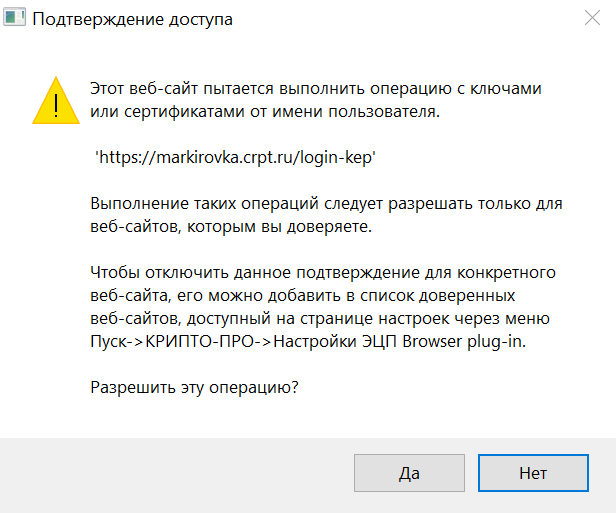 Подтверждение доступа
Этот веб-сайт пытается выполнить операцию с ключами
или сертификатами от имени пользователя.
'https://markirovka.crpt.ru/login-kep'
Выполнение таких операций следует разрешать только для
веб-сайтов, которым вы доверяете.
Чтобы отключить данное подтверждение для конкретного
веб-сайта, его можно добавить в список доверенных
веб-сайтов, доступный на странице настроек через меню
Пуск->КРИПТО-ПРО->Настройки ЭЦП Browser plug-in.
Разрешить эту операцию?
Да
Нет